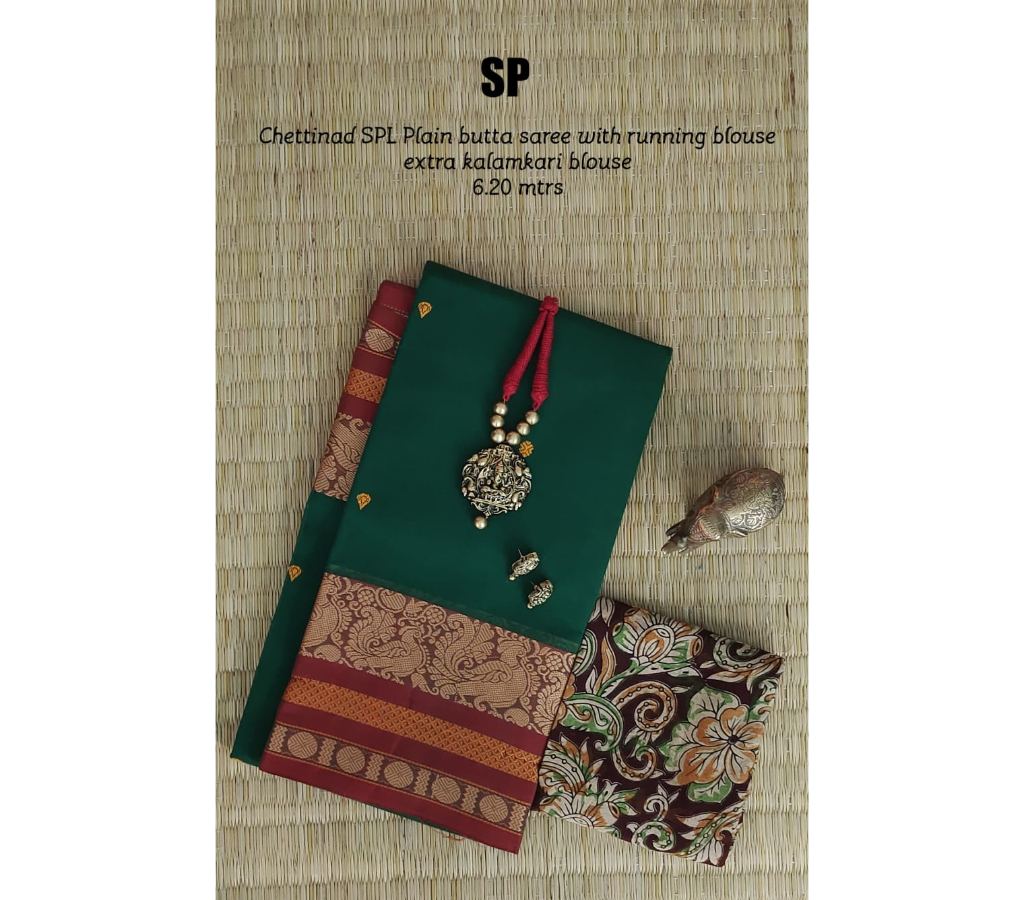 SP
Chettinad SPL Plain butta saree with running blouse
extra kalamkari blouse
6.20 mtrs